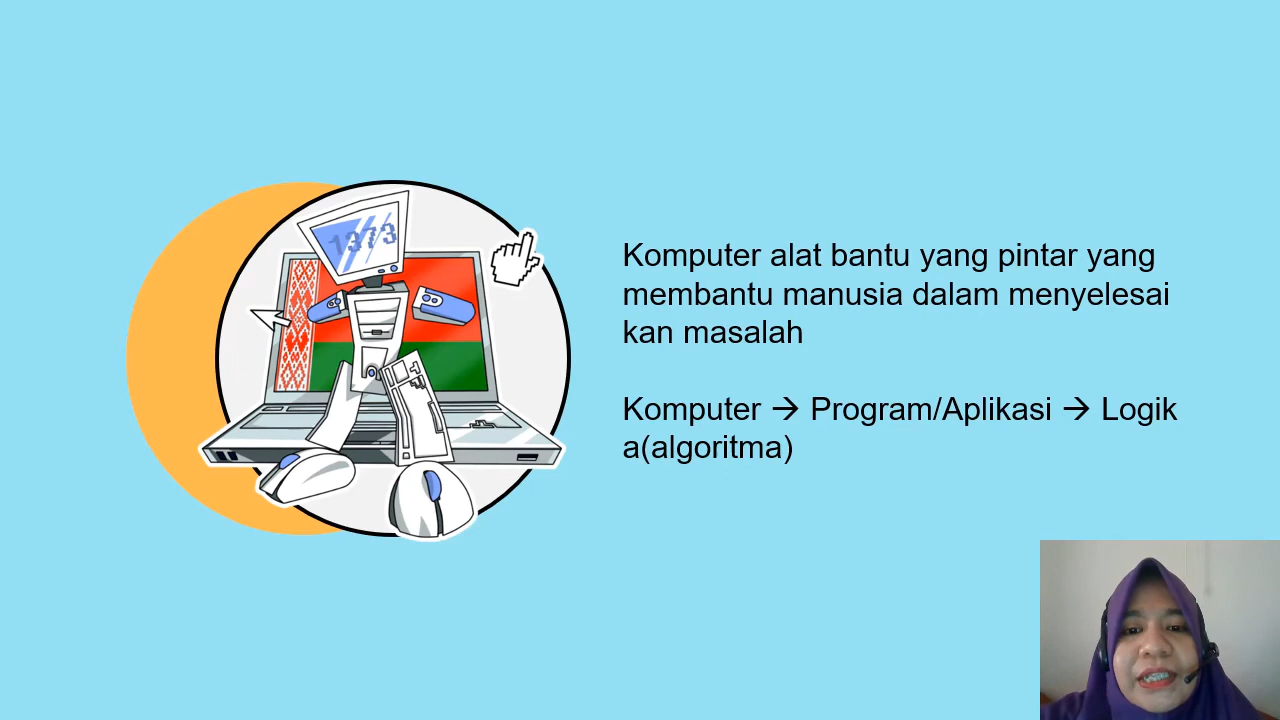 1373
Komputer alat bantu yang pintar yang
membantu manusia dalam menyelesai
kan masalah
Komputer → Program/Aplikasi → Logik
a(algoritma)